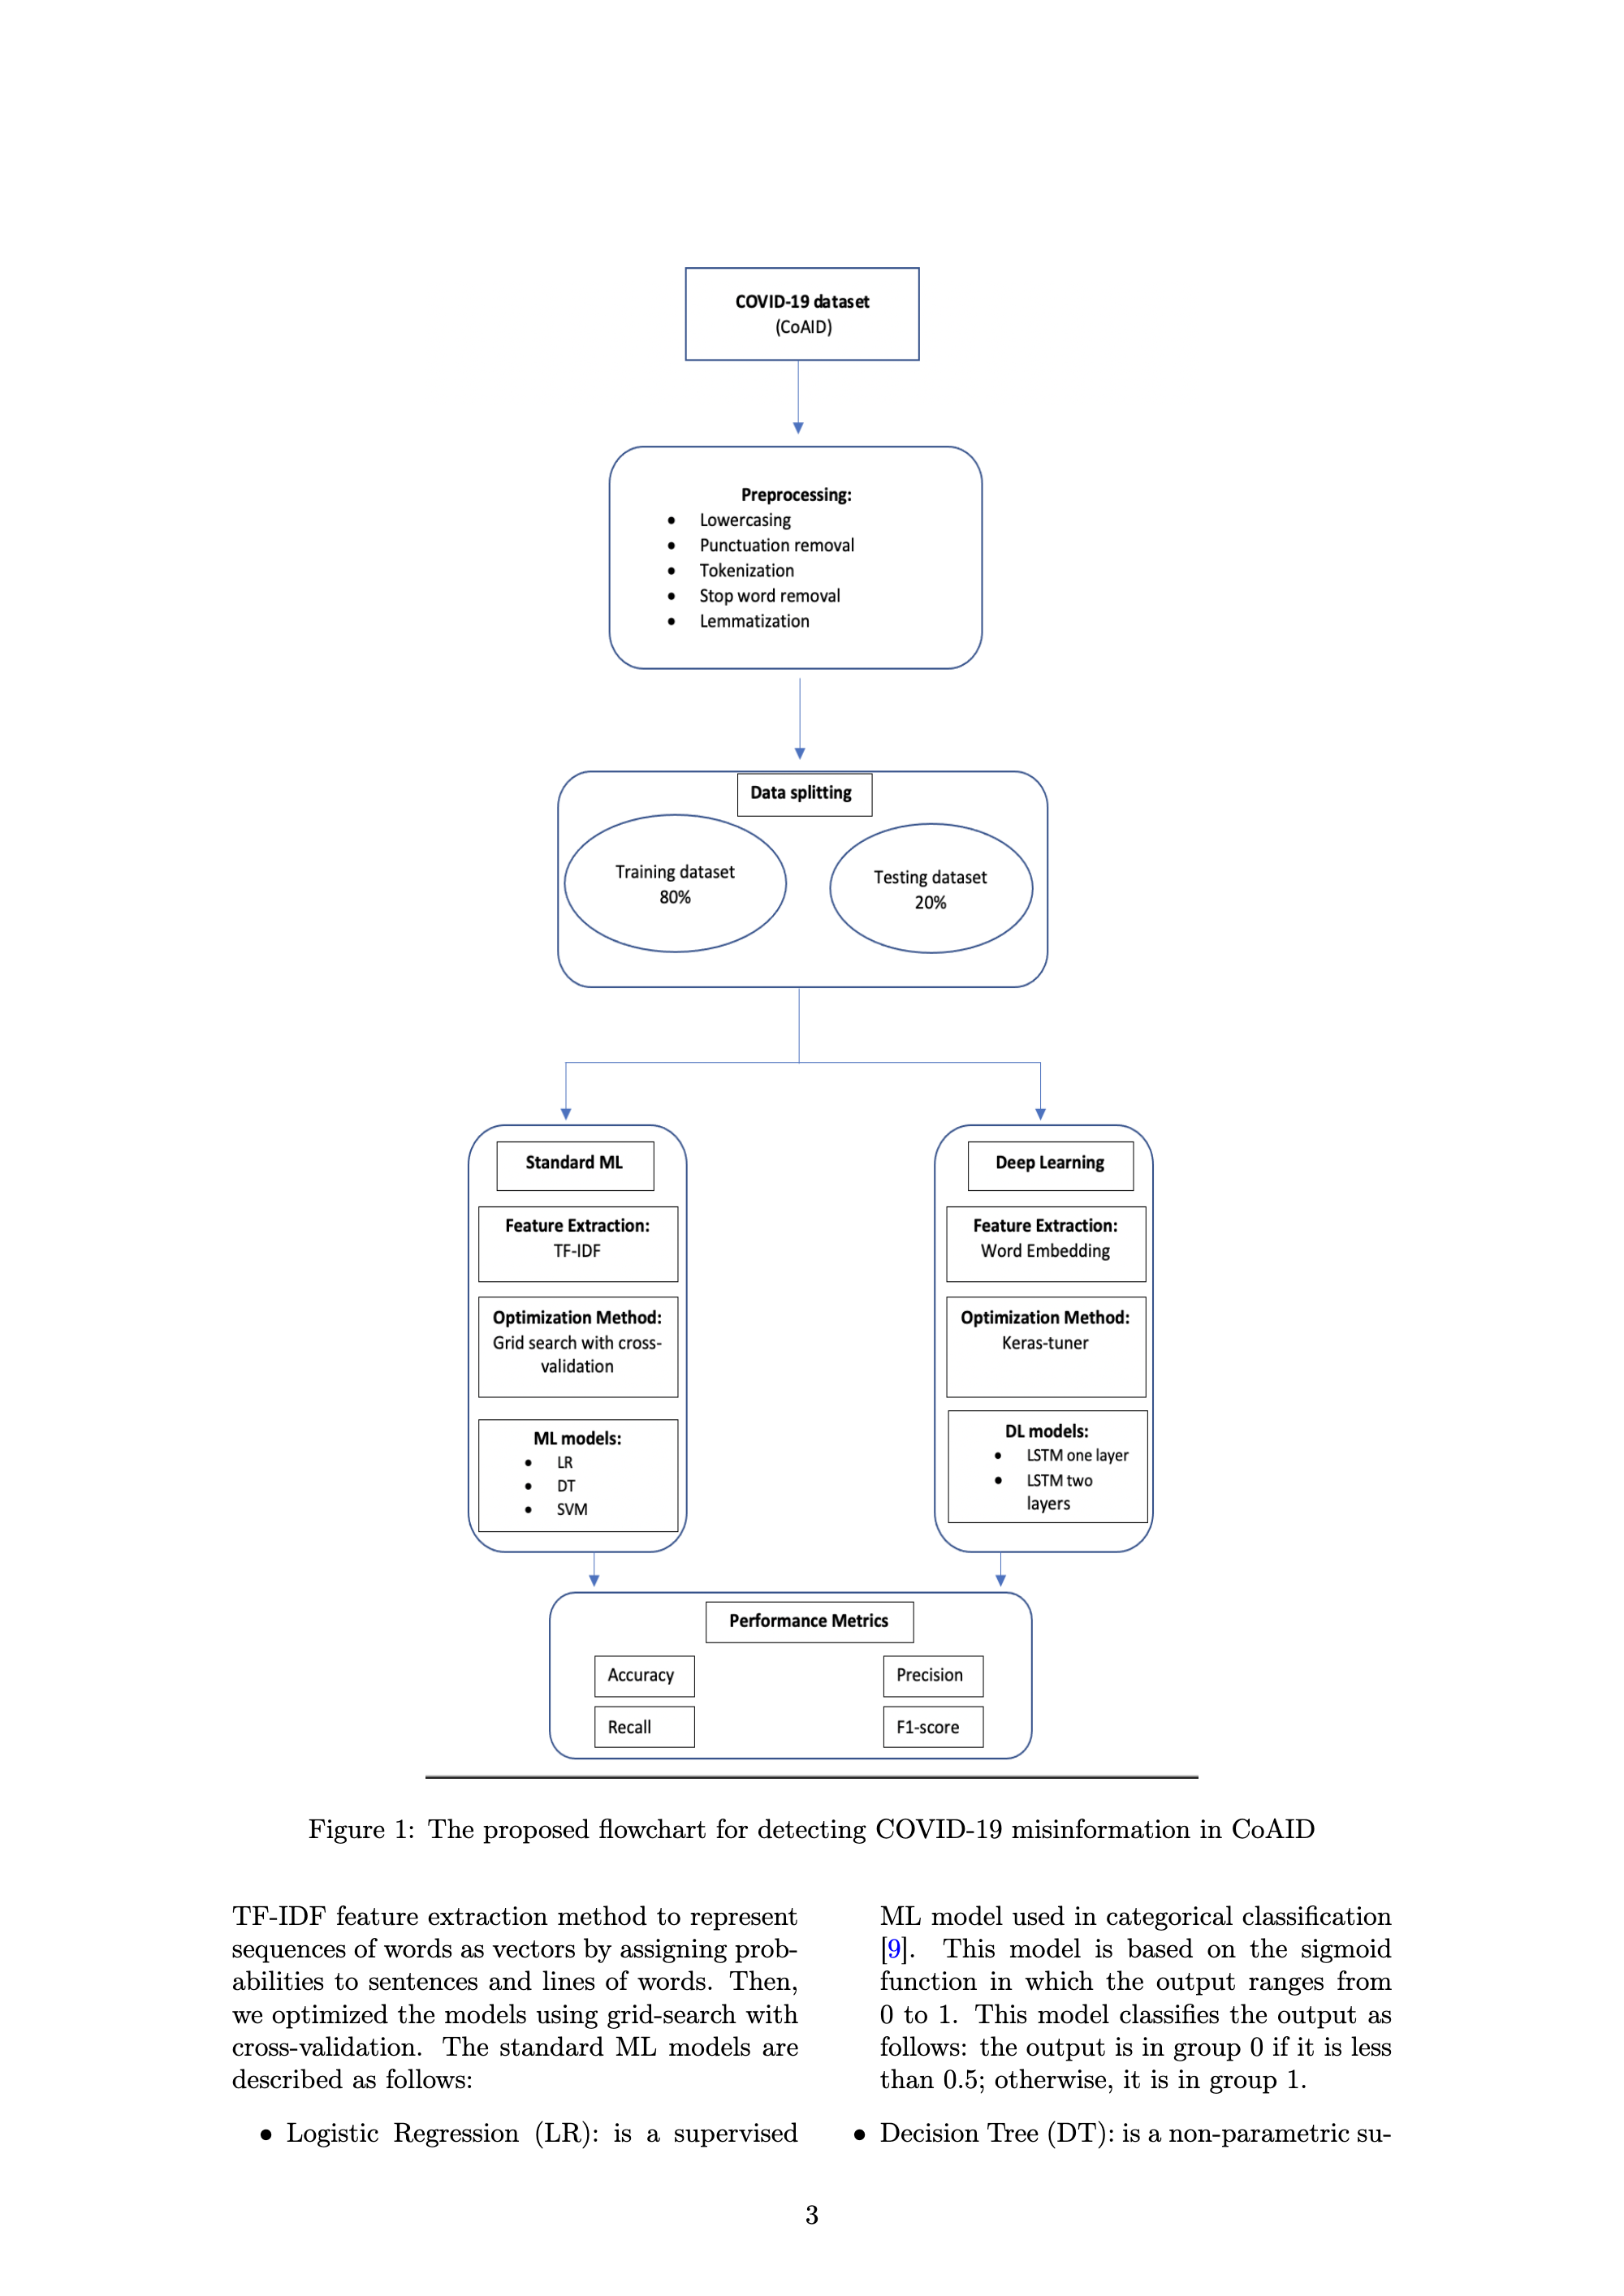 COVID-19 dataset
(CoAID)
Preprocessing:
• Lowercasing
• Punctuation removal
• Tokenization
• Stop word removal
• Lemmatization
Data splitting
Training dataset
80%
Testing dataset
20%
Standard ML
Feature Extraction:
TF-IDF
Optimization Method:
Grid search with cross-
validation
ML models:
• LR
• DT
• SVM
Deep Learning
Feature Extraction:
Word Embedding
Optimization Method:
Keras-tuner
DL models:
• LSTM one layer
• LSTM two
layers
Performance Metrics
Accuracy
Precision
Recall
F1-score
Figure 1: The proposed flowchart for detecting COVID-19 misinformation in CoAID
TF-IDF feature extraction method to represent
sequences of words as vectors by assigning prob-
abilities to sentences and lines of words. Then,
we optimized the models using grid-search with
cross-validation. The standard ML models are
described as follows:
• Logistic Regression (LR): is a supervised
ML model used in categorical classification
[9]. This model is based on the sigmoid
function in which the output ranges from
0 to 1. This model classifies the output as
follows: the output is in group 0 if it is less
than 0.5; otherwise, it is in group 1.
• Decision Tree (DT): is a non-parametric su-
3